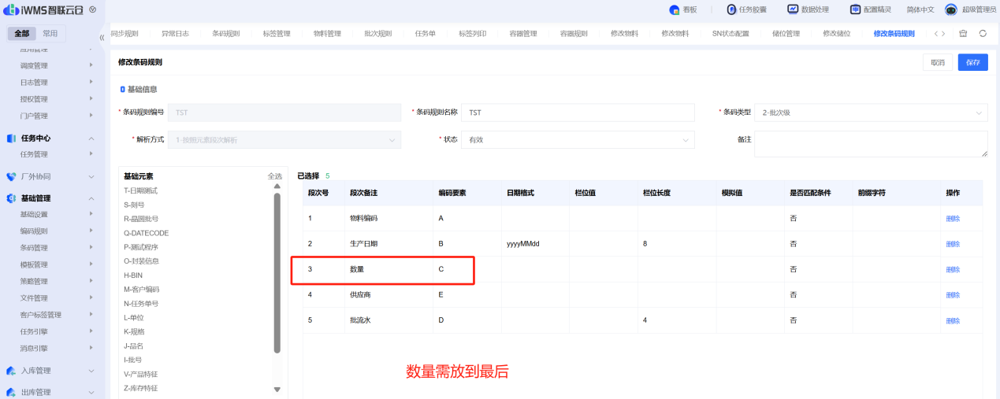 iWMS智联云仓
看板
任务胶囊
数据处理
配置精灵
简体中文
超级管理员
全部
常用
同步规则
异常日志
条码规则
标签管理
物料管理
批次规则
任务单
标签列印
容器管理
容器规则
修改物料
修改物料
SN状态配置
储位管理
修改储位
修改条码规则
应用管理
调度管理
日志管理
授权管理
门户管理
任务中心
任务管理
厂外协同
基础管理
基础设置
编码规则
条码管理
模板管理
策略管理
文件管理
客户标签管理
任务引擎
消息引擎
入库管理
出库管理
修改条码规则
取消
保存
基础信息
* 条码规则编号 TST
* 条码规则名称 TST
* 条码类型 2-批次级
* 解析方式 1-按照元素段次解析
* 状态 有效
备注
基础元素 全选
T-日期测试
S-刻号
R-晶圆批号
Q-DATECODE
P-测试程序
O-封装信息
H-BIN
M-客户编码
N-任务单号
L-单位
K-规格
J-品名
I-批号
V-产品特征
Z-库存特征
已选择 5
段次号 段次备注 编码要素 日期格式 栏位值 栏位长度 模拟值 是否匹配条件 前缀字符 操作
1 物料编码 A 否 删除
2 生产日期 B yyyyMMdd 8 否 删除
3 数量 C 否 删除
4 供应商 E 否 删除
5 批流水 D 4 否 删除
数量需放到最后